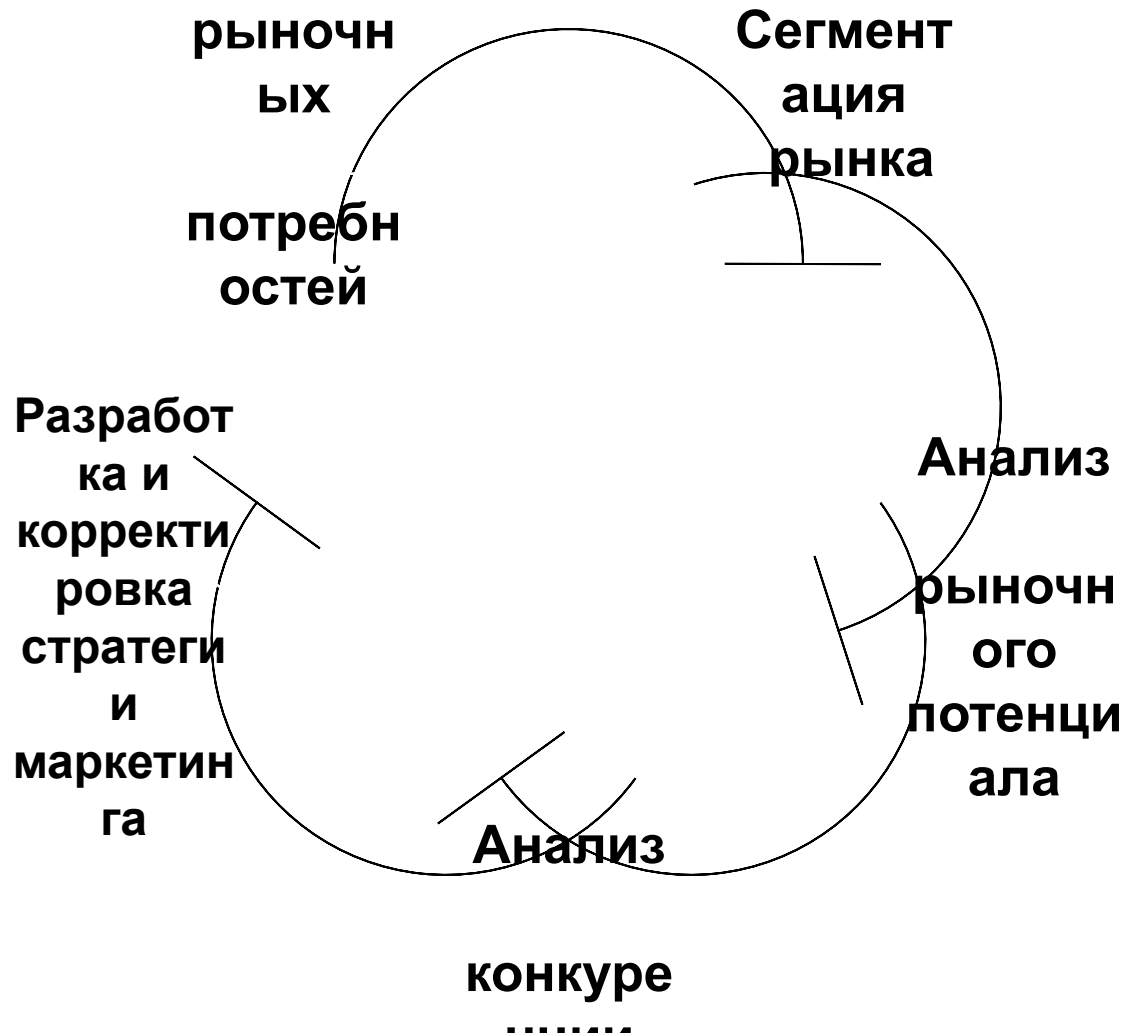 рыночн
ых
потребн
остей
Сегмент
ация
рынка
Анализ
рыночн
ого
потенци
ала
Анализ
конкуре
нции
Разработ
ка и
корректи
ровка
стратеги
и
маркетин
га